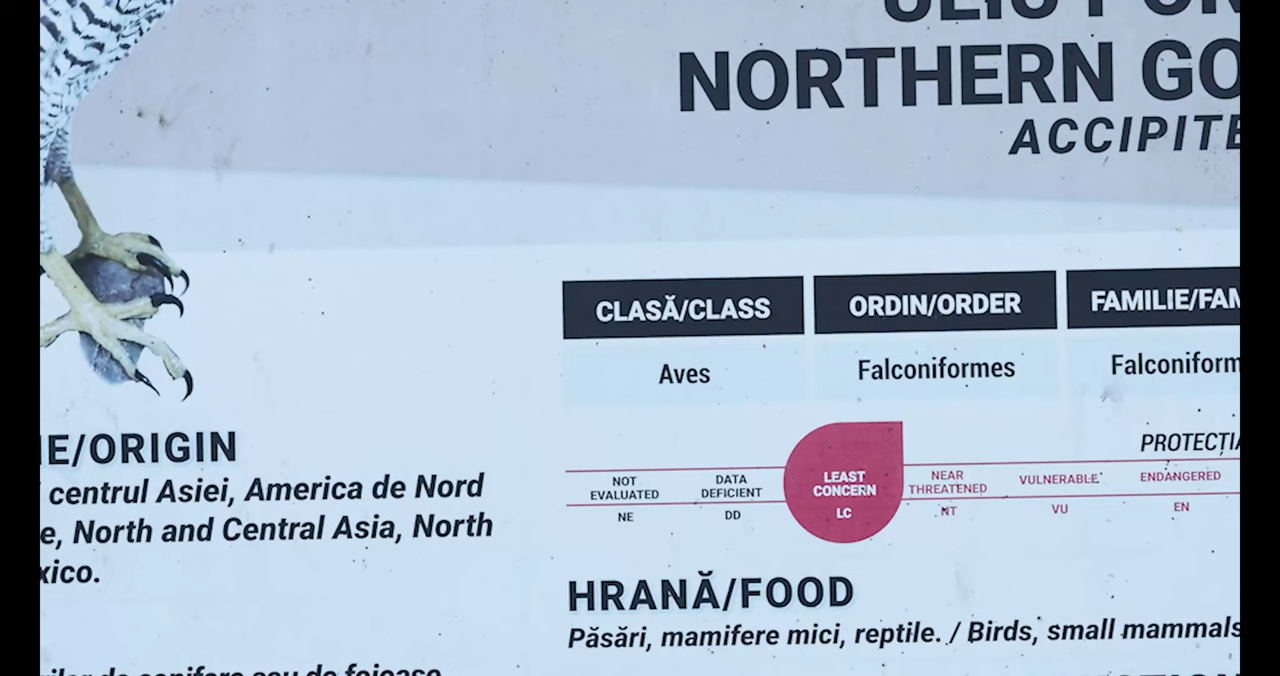 NORTHERN GO
ACCIPITE
CLASĂ/CLASS
ORDIN/ORDER
FAMILIE/FAM
Aves
Falconiformes
Falconiform
IE/ORIGIN
centrul Asiei, America de Nord
e, North and Central Asia, North
xico.
PROTECȚIA
NOT EVALUATED
DATA DEFICIENT
LEAST CONCERN
NEAR THREATENED
VULNERABLE
ENDANGERED
NE
DD
LC
NT
VU
EN
HRANĂ/FOOD
Păsări, mamifere mici, reptile. / Birds, small mammals